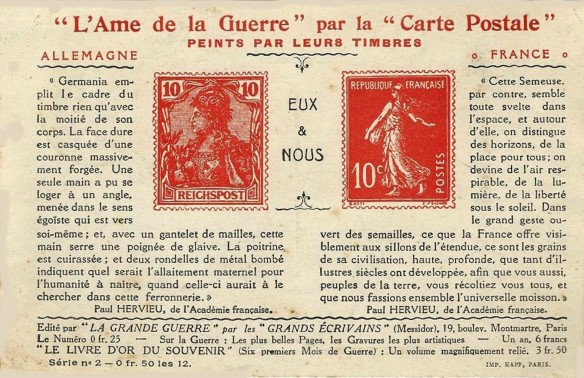 "L'Ame de la Guerre" par la "Carte Postale"
PEINTS PAR LEURS TIMBRES
ALLEMAGNE
« Germania em-
plit le cadre du
timbre rien qu'avec
la moitié de son
corps. La face dure
est casquée d'une
couronne massive-
ment forgée. Une
seule main a pu se
loger à un angle,
menée dans le sens
égoïste qui est vers
soi-même ; et, avec un gantelet de mailles, cette
main serre une poignée de glaive. La poitrine,
est cuirassée ; et deux rondelles de métal bombé
indiquent quel serait l'allaitement maternel pour
l'humanité à naître, quand celle-ci aurait à le
chercher dans cette ferronnerie. »
Paul HERVIEU, de l'Académie française.
10 10
REICHSPOST
EUX
&
NOUS
REPUBLIQUE FRANÇAISE
10c
POSTES
FRANCE
« Cette Semeuse,
par contre, semble
toute svelte dans
l'espace, et autour
d'elle, on distingue
des horizons, de la
place pour tous ; on
devine de l'air res-
pirable, de la lu-
mière, de la liberté
sous le soleil. Dans
le grand geste ou-
vert des semailles, ce que la France offre visi-
blement aux sillons de l'étendue, ce sont les grains
de sa civilisation, haute, profonde, que tant d'il-
lustres siècles ont développée, afin que vous aussi,
peuples de la terre, vous récoltiez vous tous, et
que nous fassions ensemble l'universelle moisson. »
Paul HERVIEU, de l'Académie française.
Edité par "LA GRANDE GUERRE" par les "GRANDS ÉCRIVAINS" (Messidor), 19, boulev. Montmartre, Paris
Le Numéro 0 fr. 25 — Sur la Guerre : Les plus belles Pages, les Gravures les plus artistiques — Un an, 6 francs
"LE LIVRE D'OR DU SOUVENIR" (Six premiers Mois de Guerre) : Un volume magnifiquement relié. 3 fr. 50
Série nº 2 – 0 fr. 50 les 12.
IMP. KAPP, PARIS.